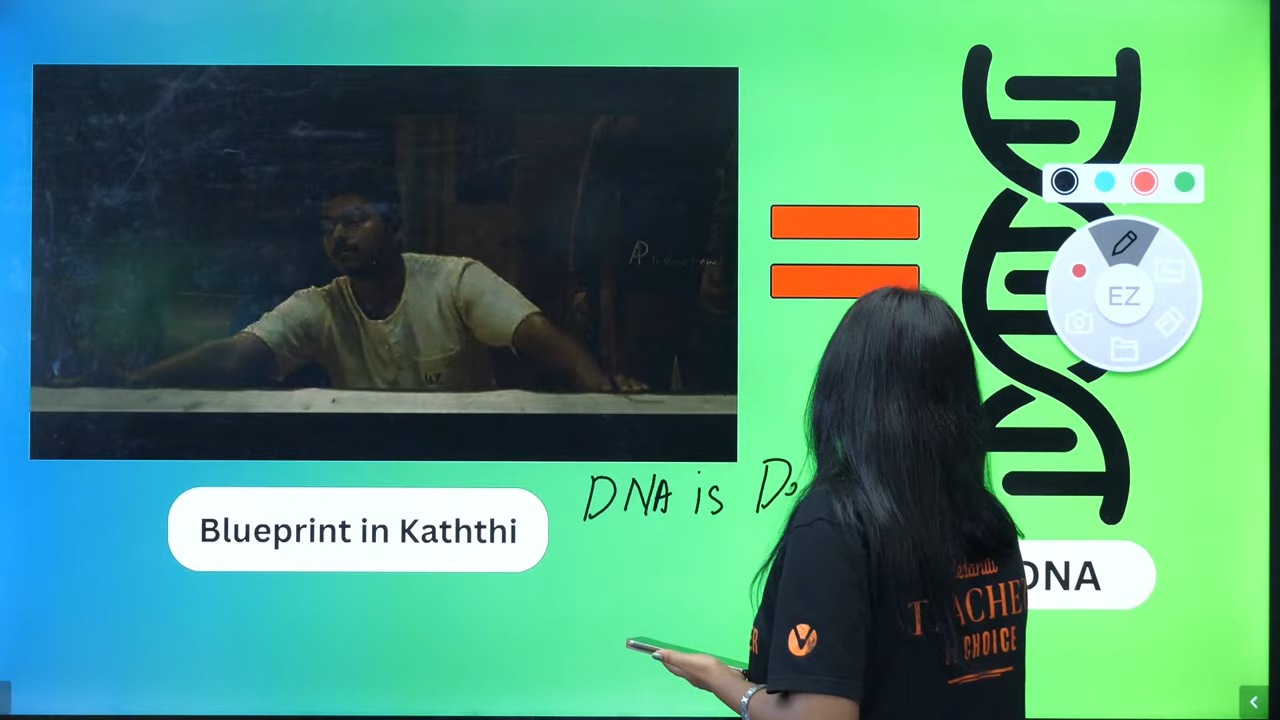 EZ
DNA is
Blueprint in Kaththi
DNA
TEACHER
CHOICE